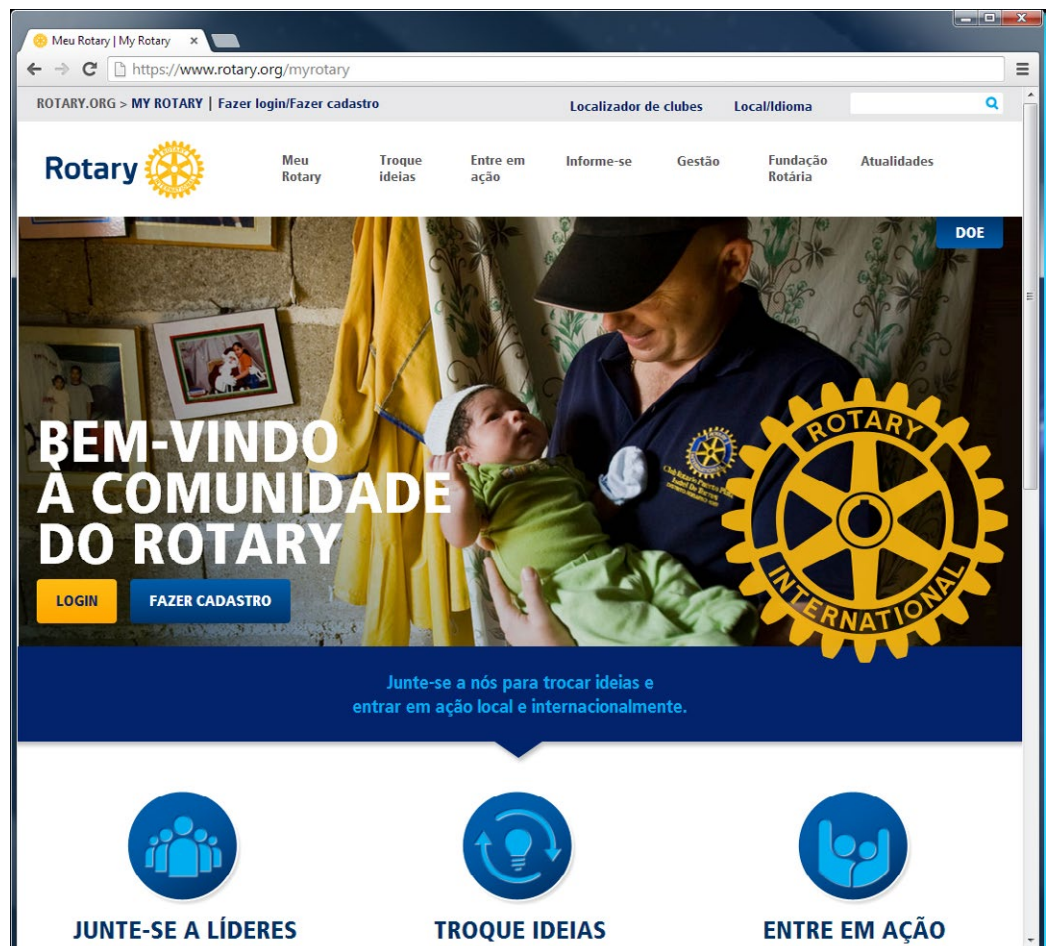 Meu Rotary | My Rotary
https://www.rotary.org/myrotary
ROTARY.ORG > MY ROTARY | Fazer login/Fazer cadastro
Localizador de clubes
Local/Idioma
Rotary
Meu
Rotary
Troque
ideias
Entre em
ação
Informe-se
Gestão
Fundação
Rotária
Atualidades
DOE
BEM-VINDO
À COMUNIDADE
DO ROTARY
LOGIN
FAZER CADASTRO
ROTARY
INTERNATIONAL
Junte-se a nós para trocar ideias e
entrar em ação local e internacionalmente.
JUNTE-SE A LÍDERES
TROQUE IDEIAS
ENTRE EM AÇÃO